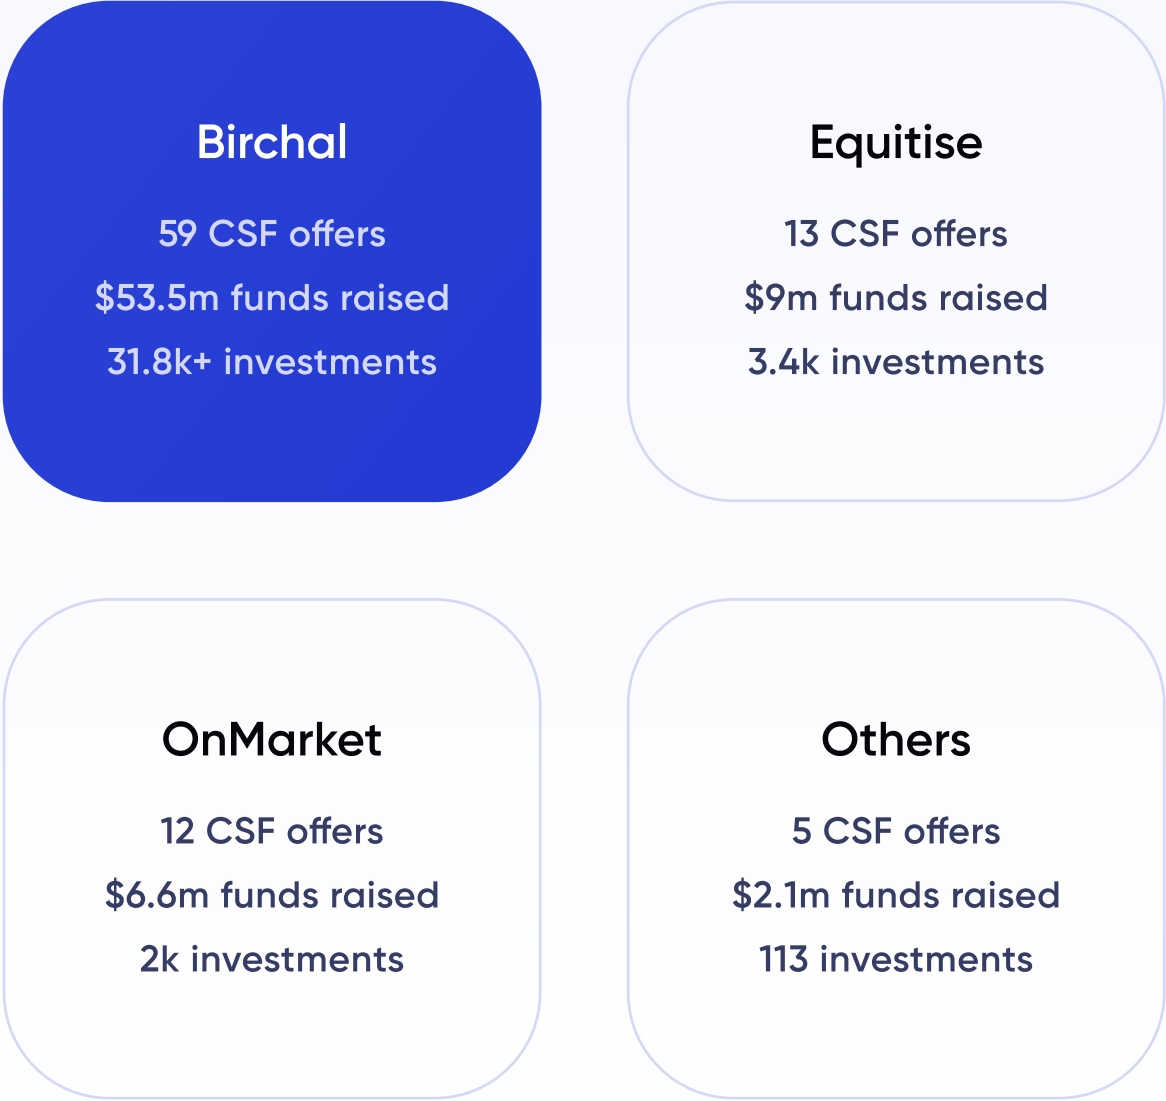 Birchal
59 CSF offers
$53.5m funds raised
31.8k+ investments
Equitise
13 CSF offers
$9m funds raised
3.4k investments
OnMarket
12 CSF offers
$6.6m funds raised
2k investments
Others
5 CSF offers
$2.1m funds raised
113 investments